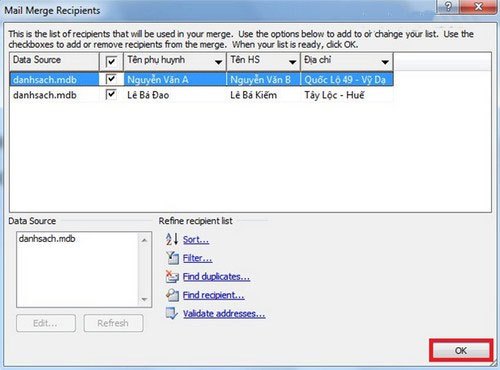 Mail Merge Recipients
This is the list of recipients that will be used in your merge. Use the options below to add to or change your list. Use the
checkboxes to add or remove recipients from the merge. When your list is ready, click OK.
Data Source Tên phụ huynh Tên HS Địa chỉ
danhsach.mdb Nguyễn Văn A Nguyễn Văn B Quốc Lộ 49 - Vỹ Dạ
danhsach.mdb Lê Bá Đao Lê Bá Kiếm Tây Lộc - Huế
Data Source
danhsach.mdb
Edit... Refresh
Refine recipient list
Sort...
Filter...
Find duplicates...
Find recipient...
Validate addresses...
OK